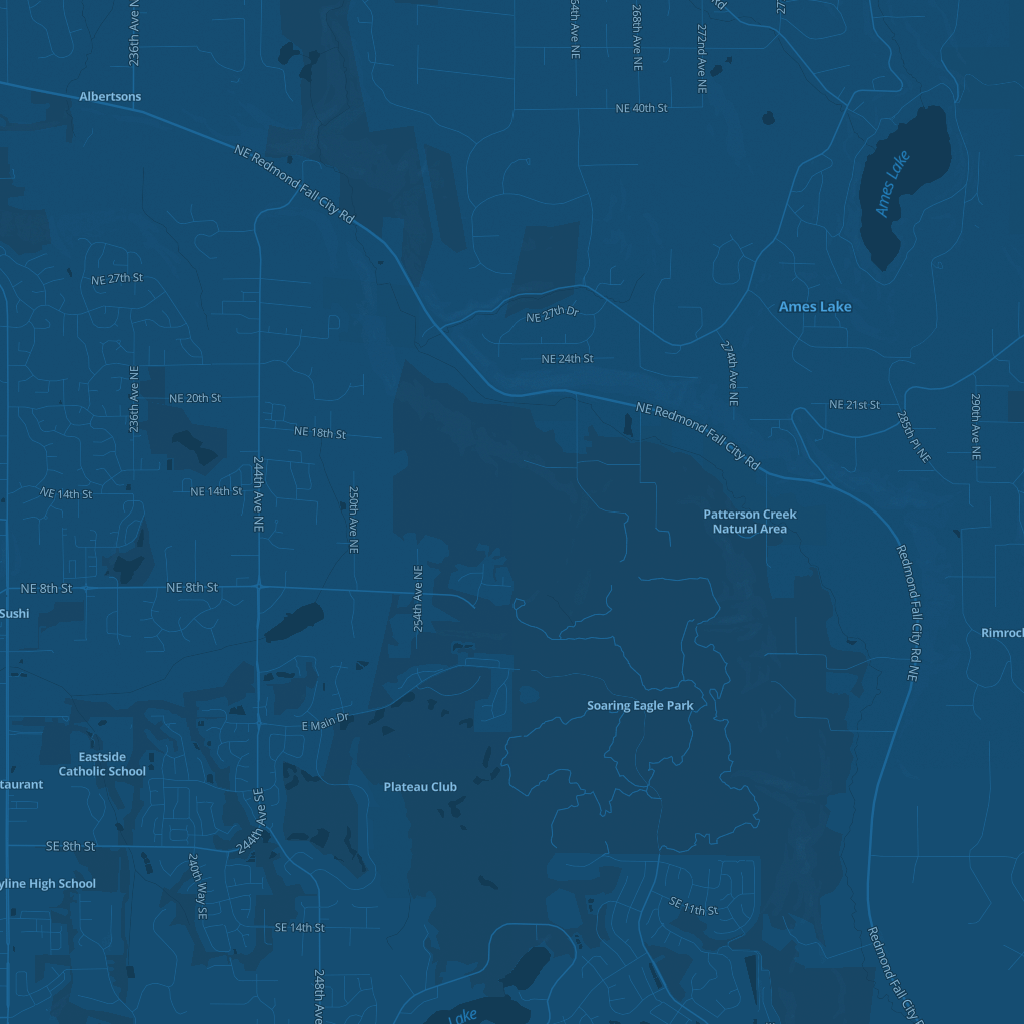 236th Ave N
64th Ave NE
268th Ave NE
272nd Ave NE
Rd
27
Albertsons
NE 40th St
NE Redmond Fall City Rd
Ames Lake
NE 27th St
NE 27th Dr
Ames Lake
NE 24th St
274th Ave NE
236th Ave NE
NE 20th St
NE 18th St
NE Redmond Fall City Rd
NE 21st St
285th Pl NE
290th Ave NE
NE 14th St
NE 14th St
244th Ave NE
250th Ave NE
Patterson Creek
Natural Area
NE 8th St
NE 8th St
254th Ave NE
Redmond Fall City Rd NE
Sushi
Rimrock
Soaring Eagle Park
E Main Dr
Eastside
Catholic School
taurant
Plateau Club
244th Ave SE
SE 8th St
yline High School
240th Way SE
SE 11th St
SE 14th St
248th Ave
Redmond Fall City R
Lake